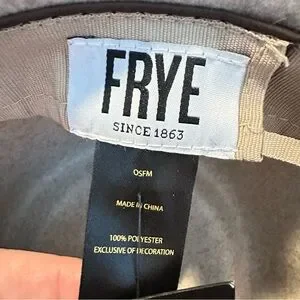 FRYE
SINCE 1863
OSFM
MADE IN CHINA
100% POLYESTER
EXCLUSIVE OF DECORATION